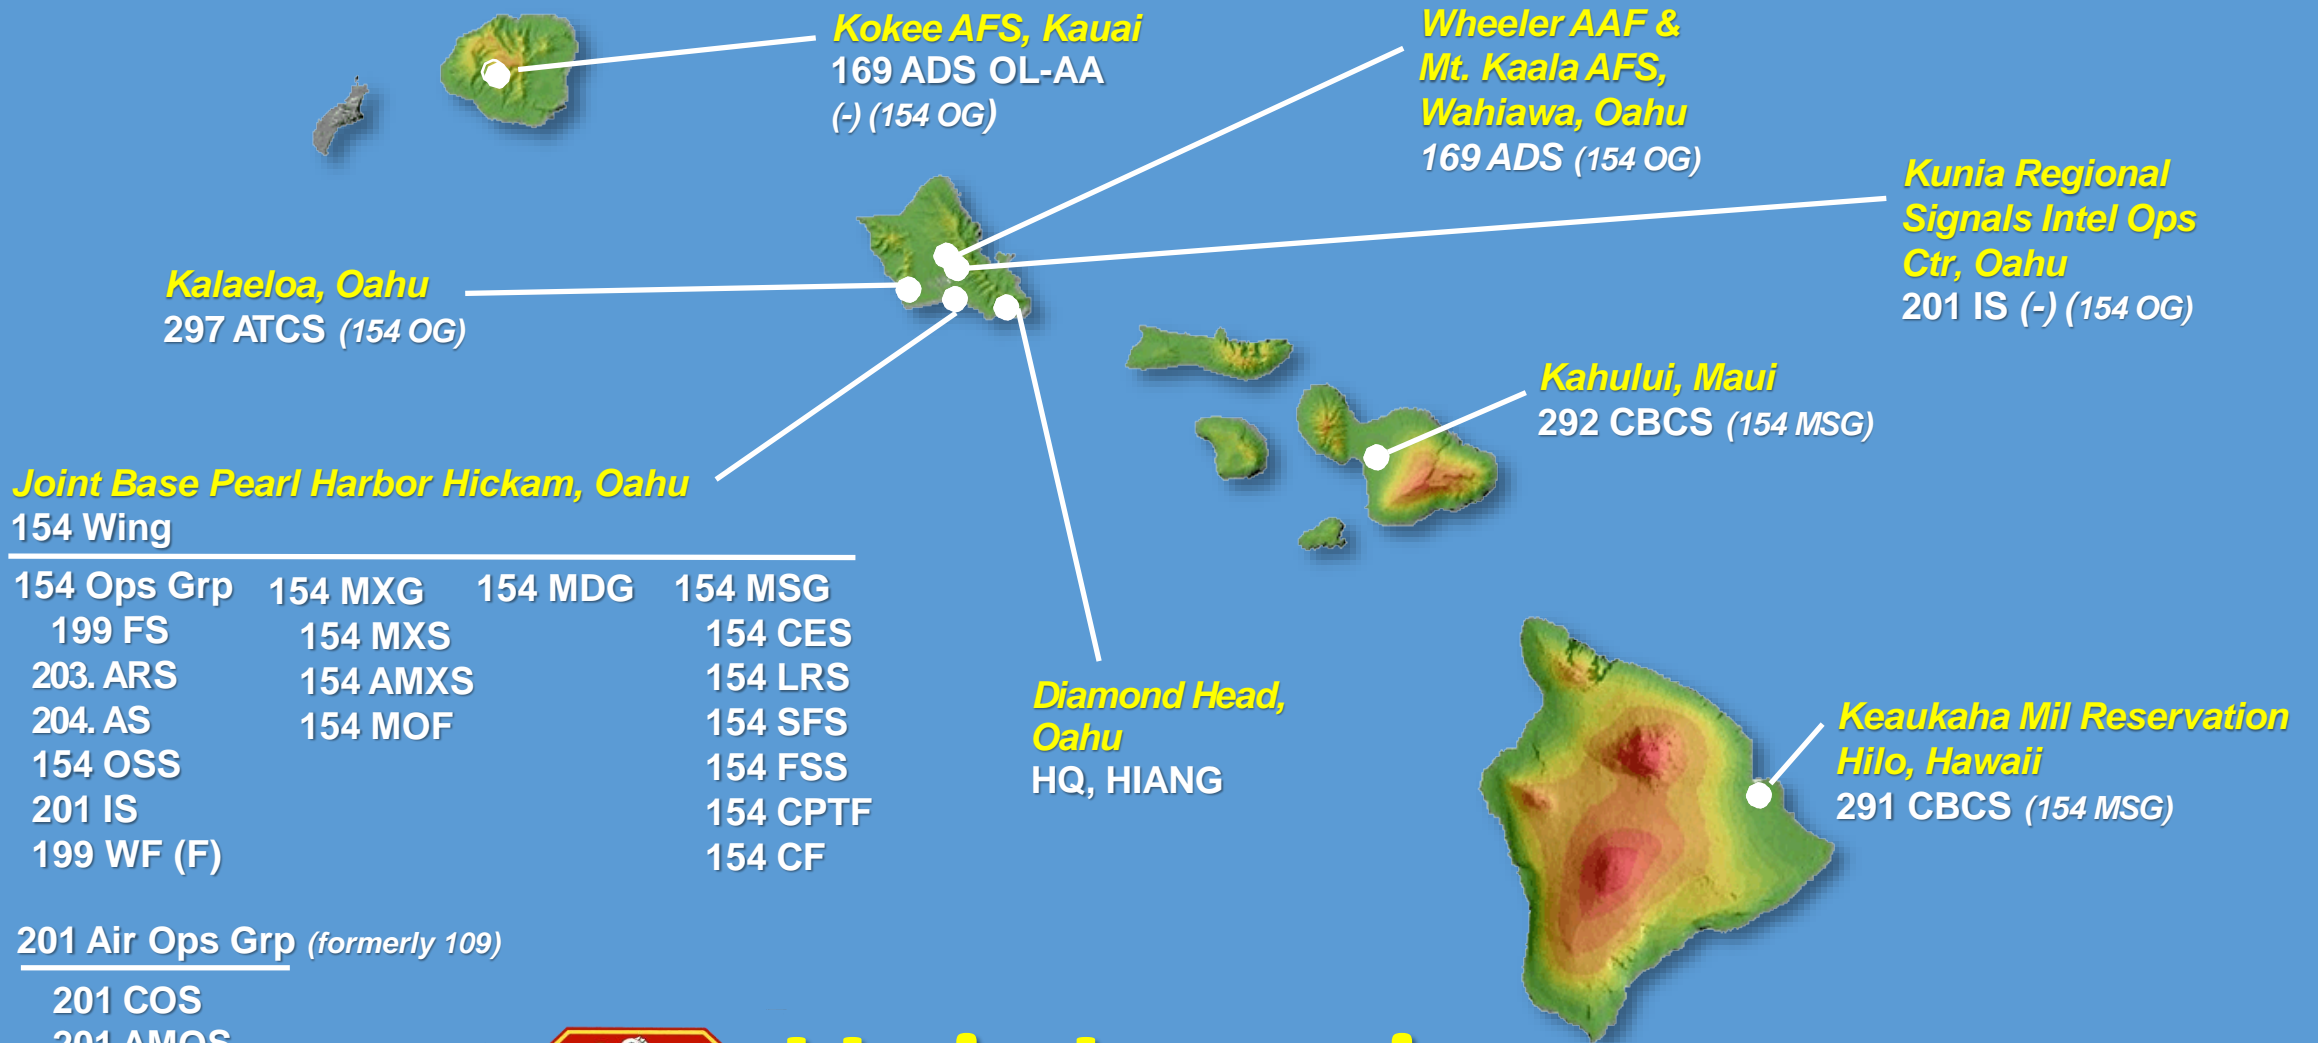 Kokee AFS, Kauai
169 ADS OL-AA
(-) (154 OG)
Wheeler AAF &
Mt. Kaala AFS,
Wahiawa, Oahu
169 ADS (154 OG)
Kunia Regional
Signals Intel Ops
Ctr, Oahu
201 IS (-) (154 OG)
Kalaeloa, Oahu
297 ATCS (154 OG)
Kahului, Maui
292 CBCS (154 MSG)
Joint Base Pearl Harbor Hickam, Oahu
154 Wing
154 Ops Grp
199 FS
203. ARS
204. AS
154 OSS
201 IS
199 WF (F)
154 MXG
154 MXS
154 AMXS
154 MOF
154 MDG
154 MSG
154 CES
154 LRS
154 SFS
154 FSS
154 CPTF
154 CF
Diamond Head,
Oahu
HQ, HIANG
Keaukaha Mil Reservation
Hilo, Hawaii
291 CBCS (154 MSG)
201 Air Ops Grp (formerly 109)
201 COS
201 AMOS